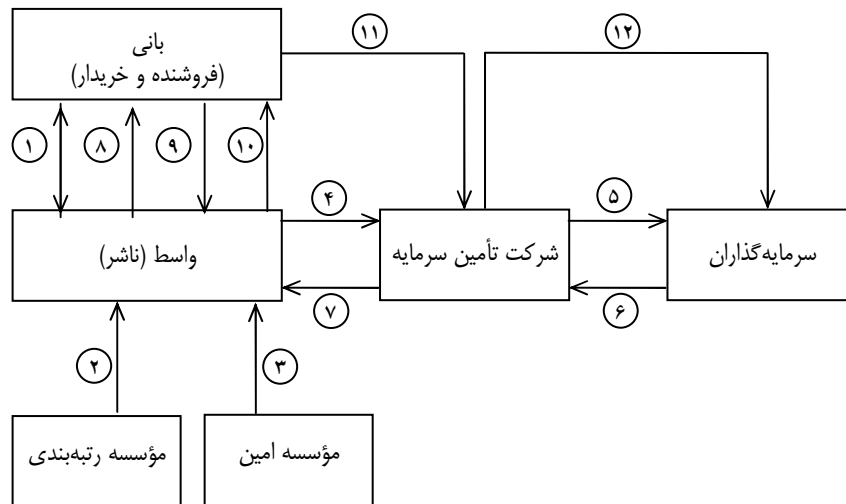 بانی
(فروشنده و خریدار)
۱۱
۱۲
۱
۸
۹
۱۰
۴
۵
واسط (ناشر)
شرکت تأمین سرمایه
سرمایه‌گذاران
۷
۶
۲
۳
مؤسسه رتبه‌بندی
مؤسسه امین